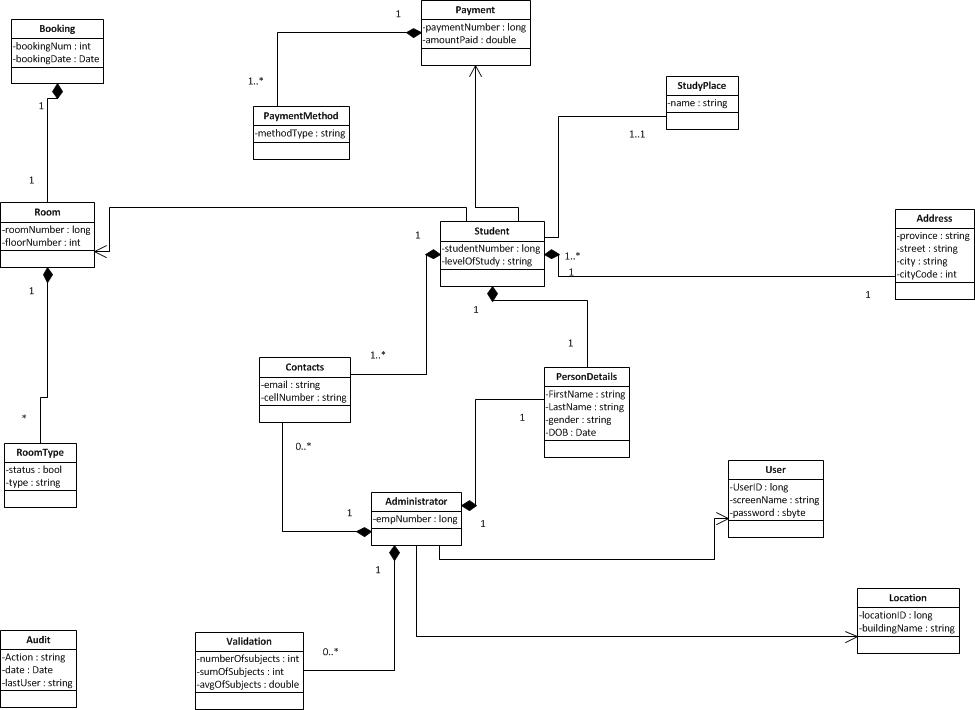 Booking
-bookingNum : int
-bookingDate : Date
1
1
Payment
-paymentNumber : long
-amountPaid : double
1
1..*
PaymentMethod
-methodType : string
StudyPlace
-name : string
1..1
Room
-roomNumber : long
-floorNumber : int
1
*
Student
-studentNumber : long
-levelOfStudy : string
1
1..*
1
1
Address
-province : string
-street : string
-city : string
-cityCode : int
1
1
Contacts
-email : string
-cellNumber : string
1..*
0..*
PersonDetails
-FirstName : string
-LastName : string
-gender : string
-DOB : Date
1
RoomType
-status : bool
-type : string
Administrator
-empNumber : long
1
1
1
User
-UserID : long
-screenName : string
-password : sbyte
Location
-locationID : long
-buildingName : string
Audit
-Action : string
-date : Date
-lastUser : string
Validation
-numberOfsubjects : int
-sumOfSubjects : int
-avgOfSubjects : double
0..*